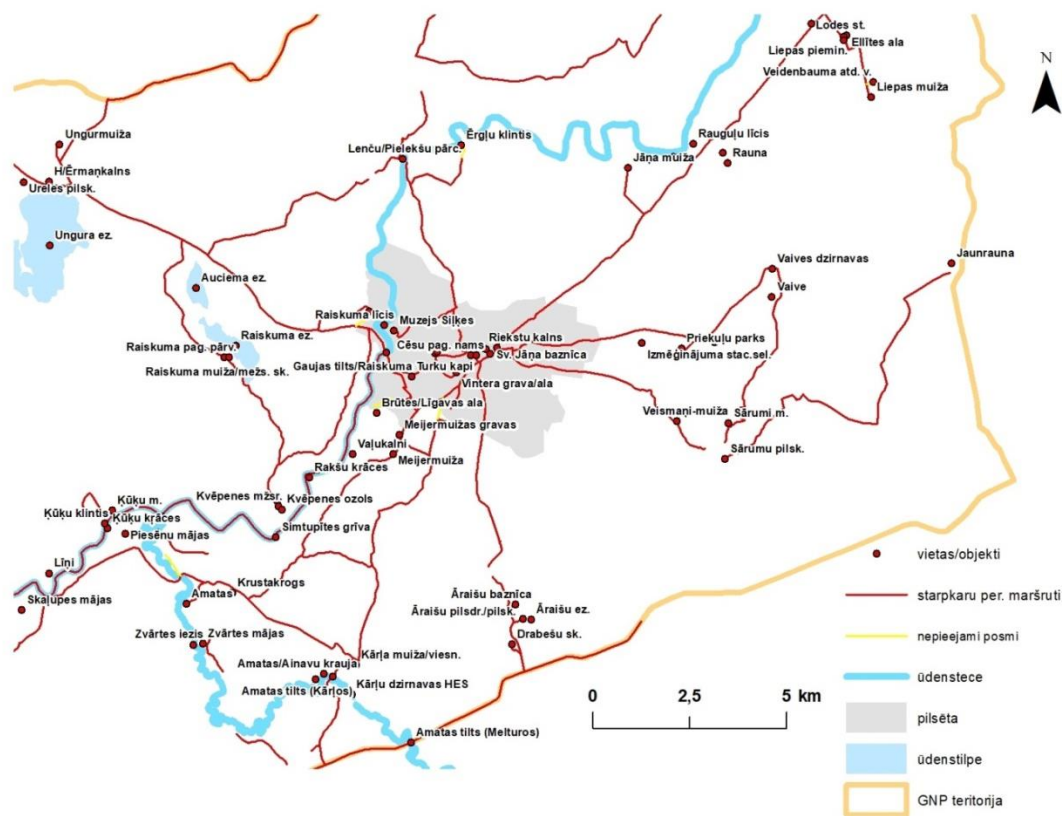 Lodes st.
Ellītes ala
Liepas piemin.
Veidenbauma atd. v.
Liepas muiža
N
Ungurmuiža
Ērgļu klintis
Lenču/Pielekšu pārc.
Rauguļu līcis
Rauna
Jāņa muiža
H/Ērmaņkalns
Ureles pilsk.
Ungura ez.
Vaives dzirnavas
Jaunrauna
Auciema ez.
Vaive
Raiskuma līcis
Muzejs Siļķes
Raiskuma ez.
Raiskuma pag. pārv.
Cēsu pag. nams
Riekstu kalns
Priekuļu parks
Sv. Jāņa baznīca
Izmēģinājuma stac.sel.
Raiskuma muiža/mežs. sk.
Gaujas tilts/Raiskuma
Turku kapi
Vintera grava/ala
Brūtes/Līgavas ala
Veismaņi-muiža
Sārumi m.
Meijermuižas gravas
Vaļukalni
Meijermuiža
Sārumu pilsk.
Rakšu krāces
Ķūķu m.
Kvēpenes mžsr.
Kvēpenes ozols
Ķūķu klintis
Ķūķu krāces
Piesēnu mājas
Simtupītes grīva
vietas/objekti
Līņi
Krustakrogs
starpkaru per. maršruti
Amatas
Skaļupes mājas
Āraišu baznīca
Āraišu pilsdr./pilsk.
Āraišu ez.
nepieejami posmi
Zvārtes iezis
Zvārtes mājas
Drabešu sk.
Kārļa muiža/viesn.
Amatas/Ainavu krauja
ūdenstece
Kārļu dzirnavas HES
Amatas tilts (Kārļos)
0 2,5 5 km
pilsēta
Amatas tilts (Melturos)
ūdenstilpe
GNP teritorija